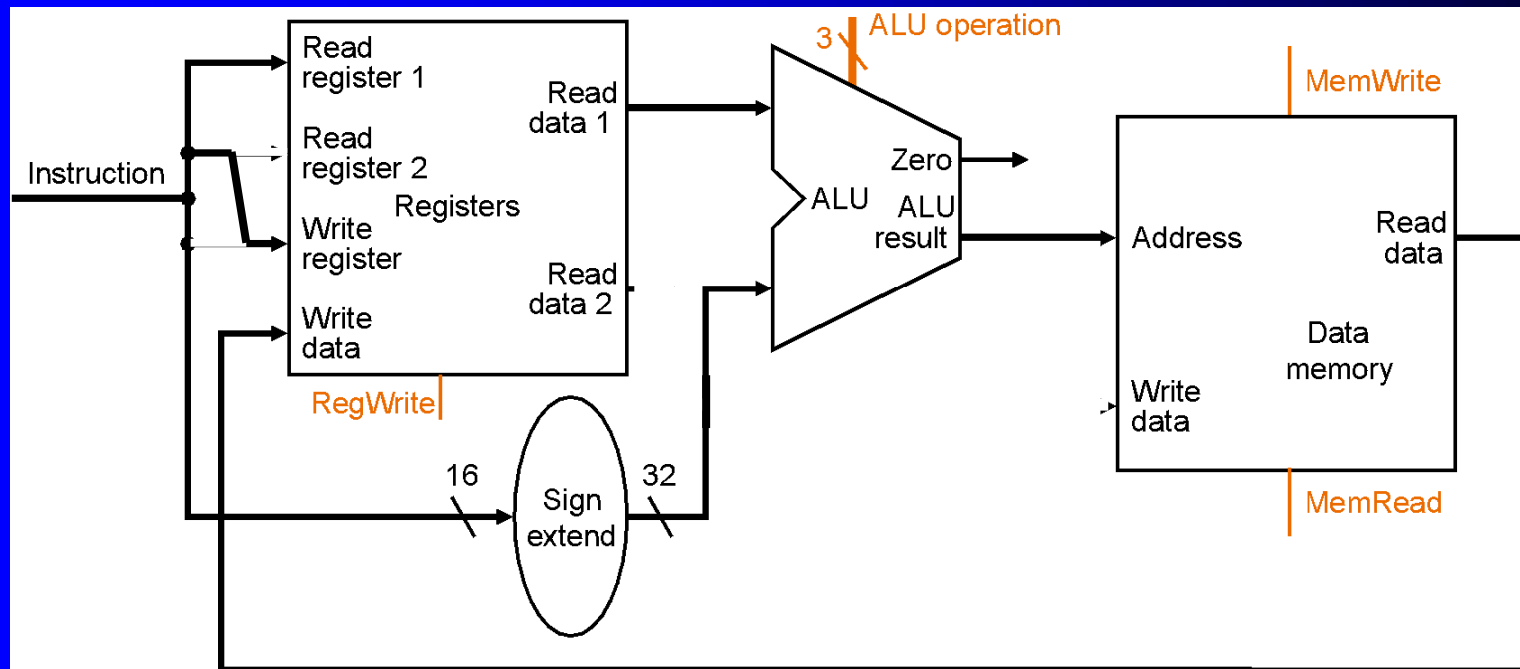 Instruction
Read
register 1
Read
register 2
Registers
Write
register
Write
data
Read
data 1
Read
data 2
RegWrite
16
Sign
extend
32
3
ALU operation
Zero
ALU
ALU
result
MemWrite
Address
Read
data
Data
memory
Write
data
MemRead